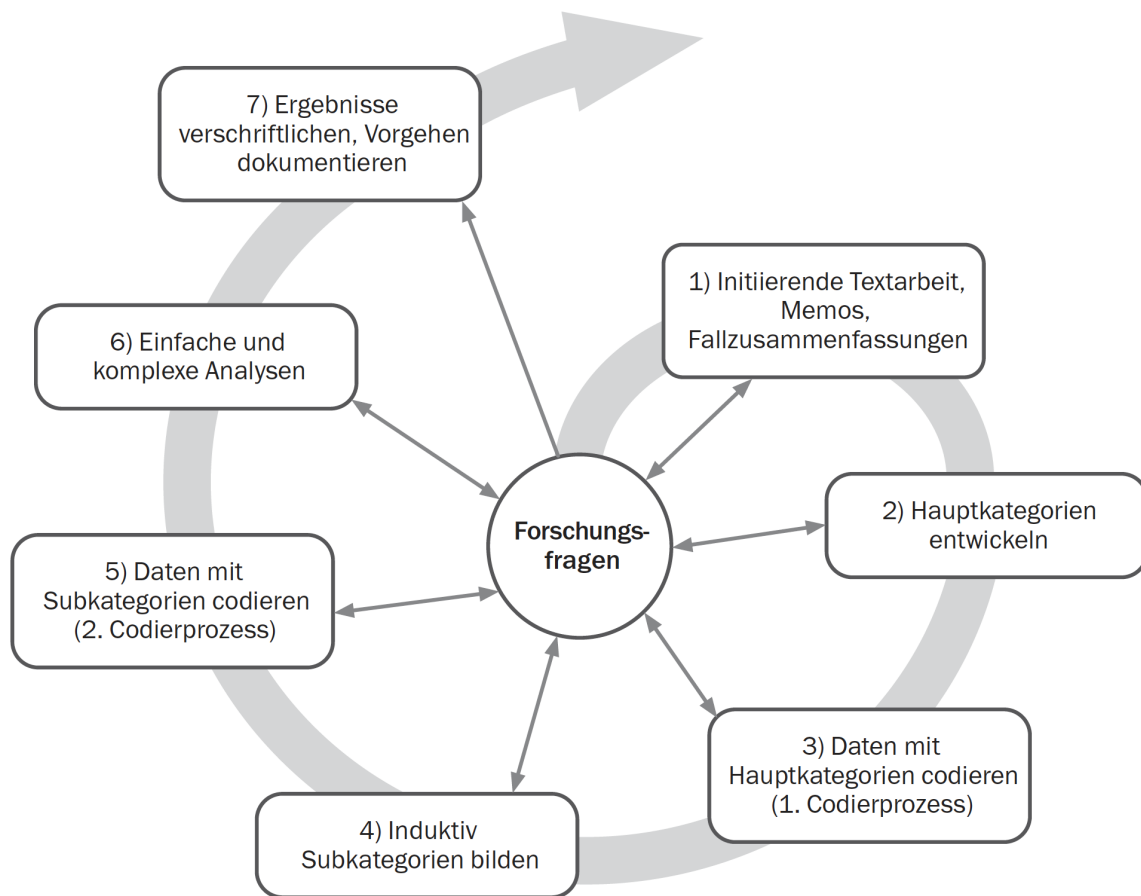 7) Ergebnisse
verschriftlichen, Vorgehen
dokumentieren
1) Initiierende Textarbeit,
Memos,
Fallzusammenfassungen
6) Einfache und
komplexe Analysen
2) Hauptkategorien
entwickeln
Forschungs-
fragen
5) Daten mit
Subkategorien codieren
(2. Codierprozess)
3) Daten mit
Hauptkategorien codieren
(1. Codierprozess)
4) Induktiv
Subkategorien bilden